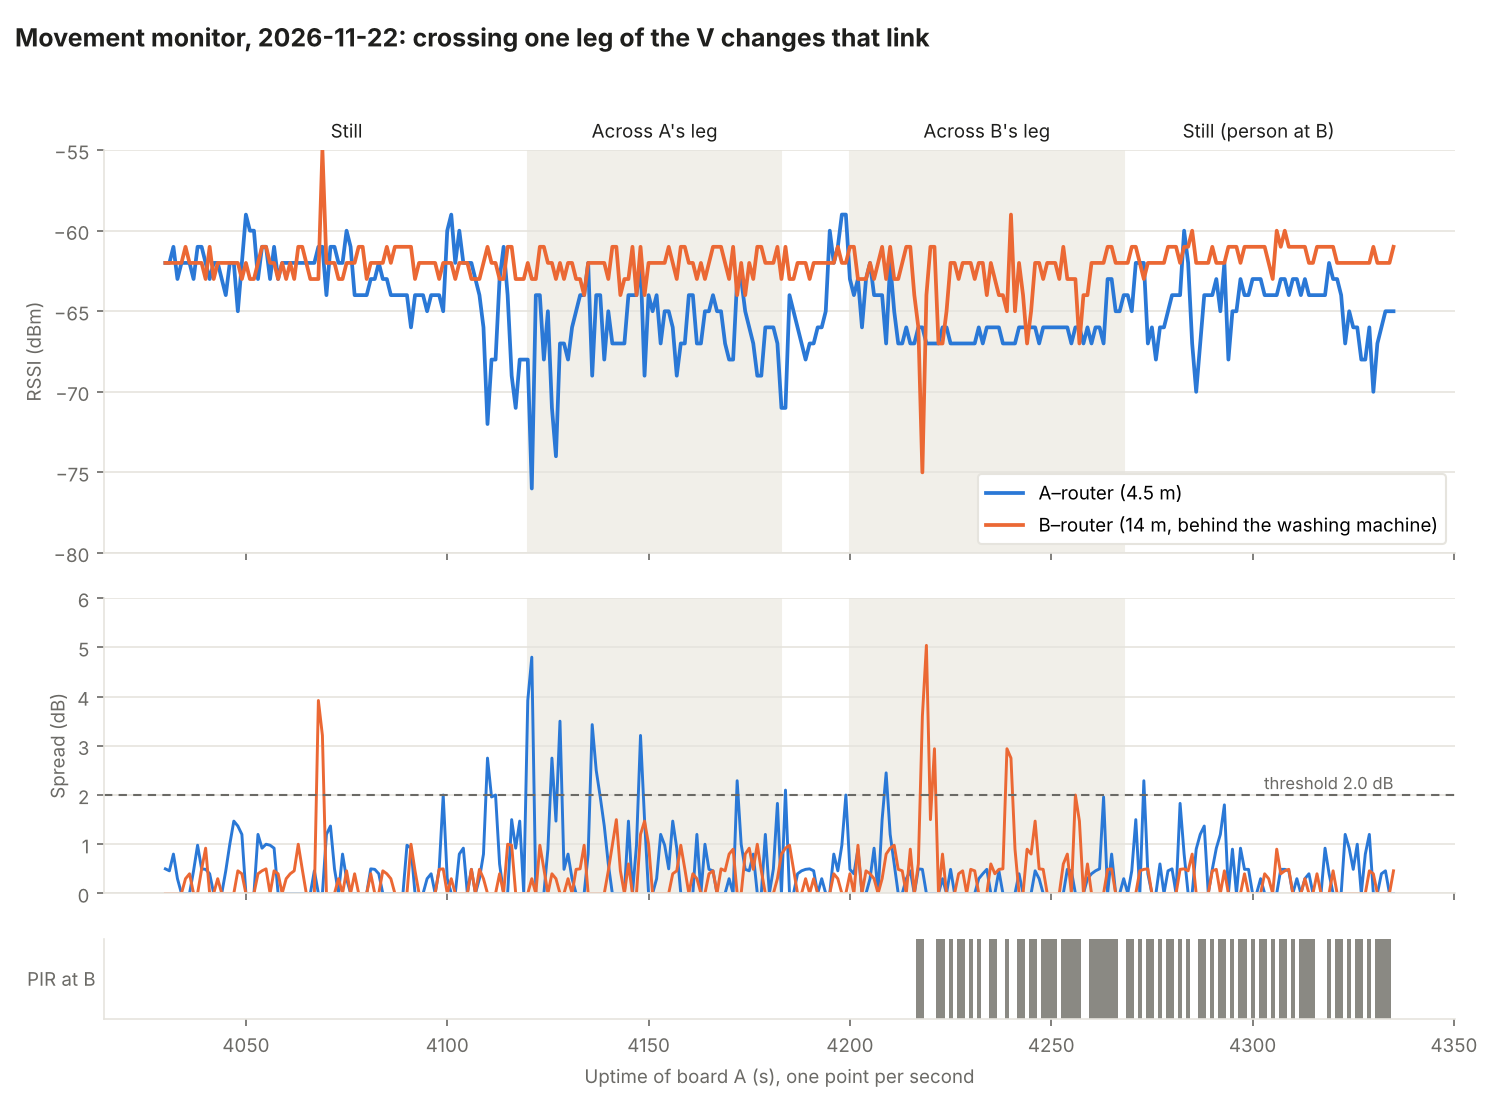 Movement monitor, 2026-11-22: crossing one leg of the V changes that link
Still
Across A's leg
Across B's leg
Still (person at B)
−55
−60
−65
−70
−75
−80
RSSI (dBm)
A–router (4.5 m)
B–router (14 m, behind the washing machine)
6
5
4
3
2
1
0
Spread (dB)
threshold 2.0 dB
PIR at B
4050
4100
4150
4200
4250
4300
4350
Uptime of board A (s), one point per second